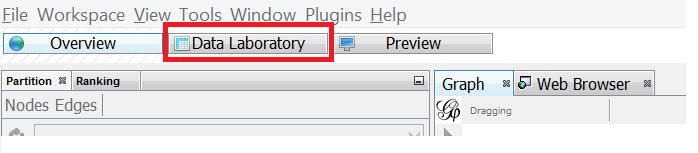 File Workspace View Tools Window Plugins Help
Overview Data Laboratory Preview
Partition Ranking
Nodes Edges
Graph Web Browser
Dragging